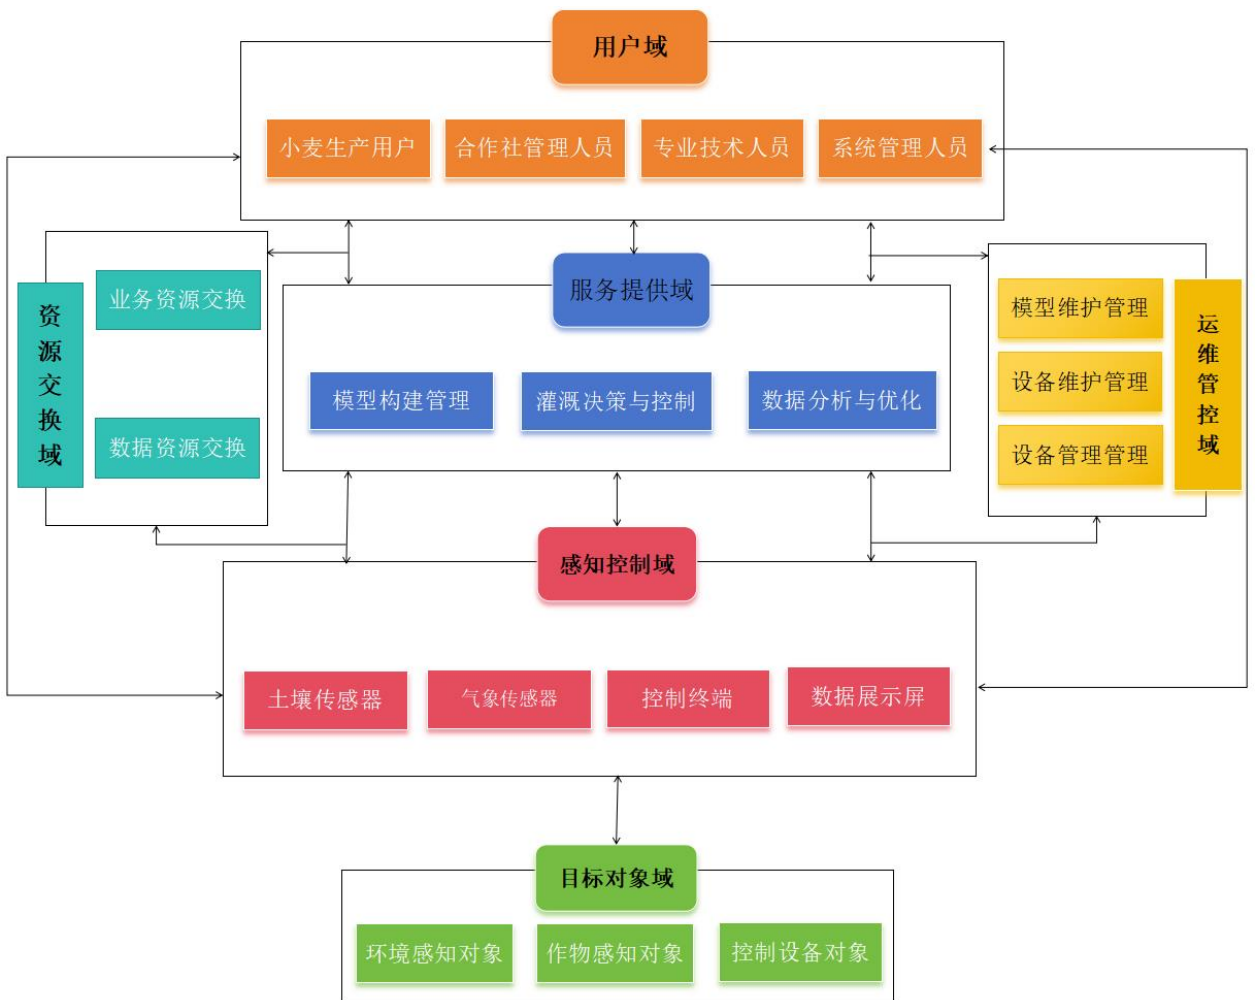 用户域
小麦生产用户
合作社管理人员
专业技术人员
系统管理人员
资源交换域
业务资源交换
数据资源交换
服务提供域
模型构建管理
灌溉决策与控制
数据分析与优化
模型维护管理
设备维护管理
设备管理管理
运维管控域
感知控制域
土壤传感器
气象传感器
控制终端
数据展示屏
目标对象域
环境感知对象
作物感知对象
控制设备对象